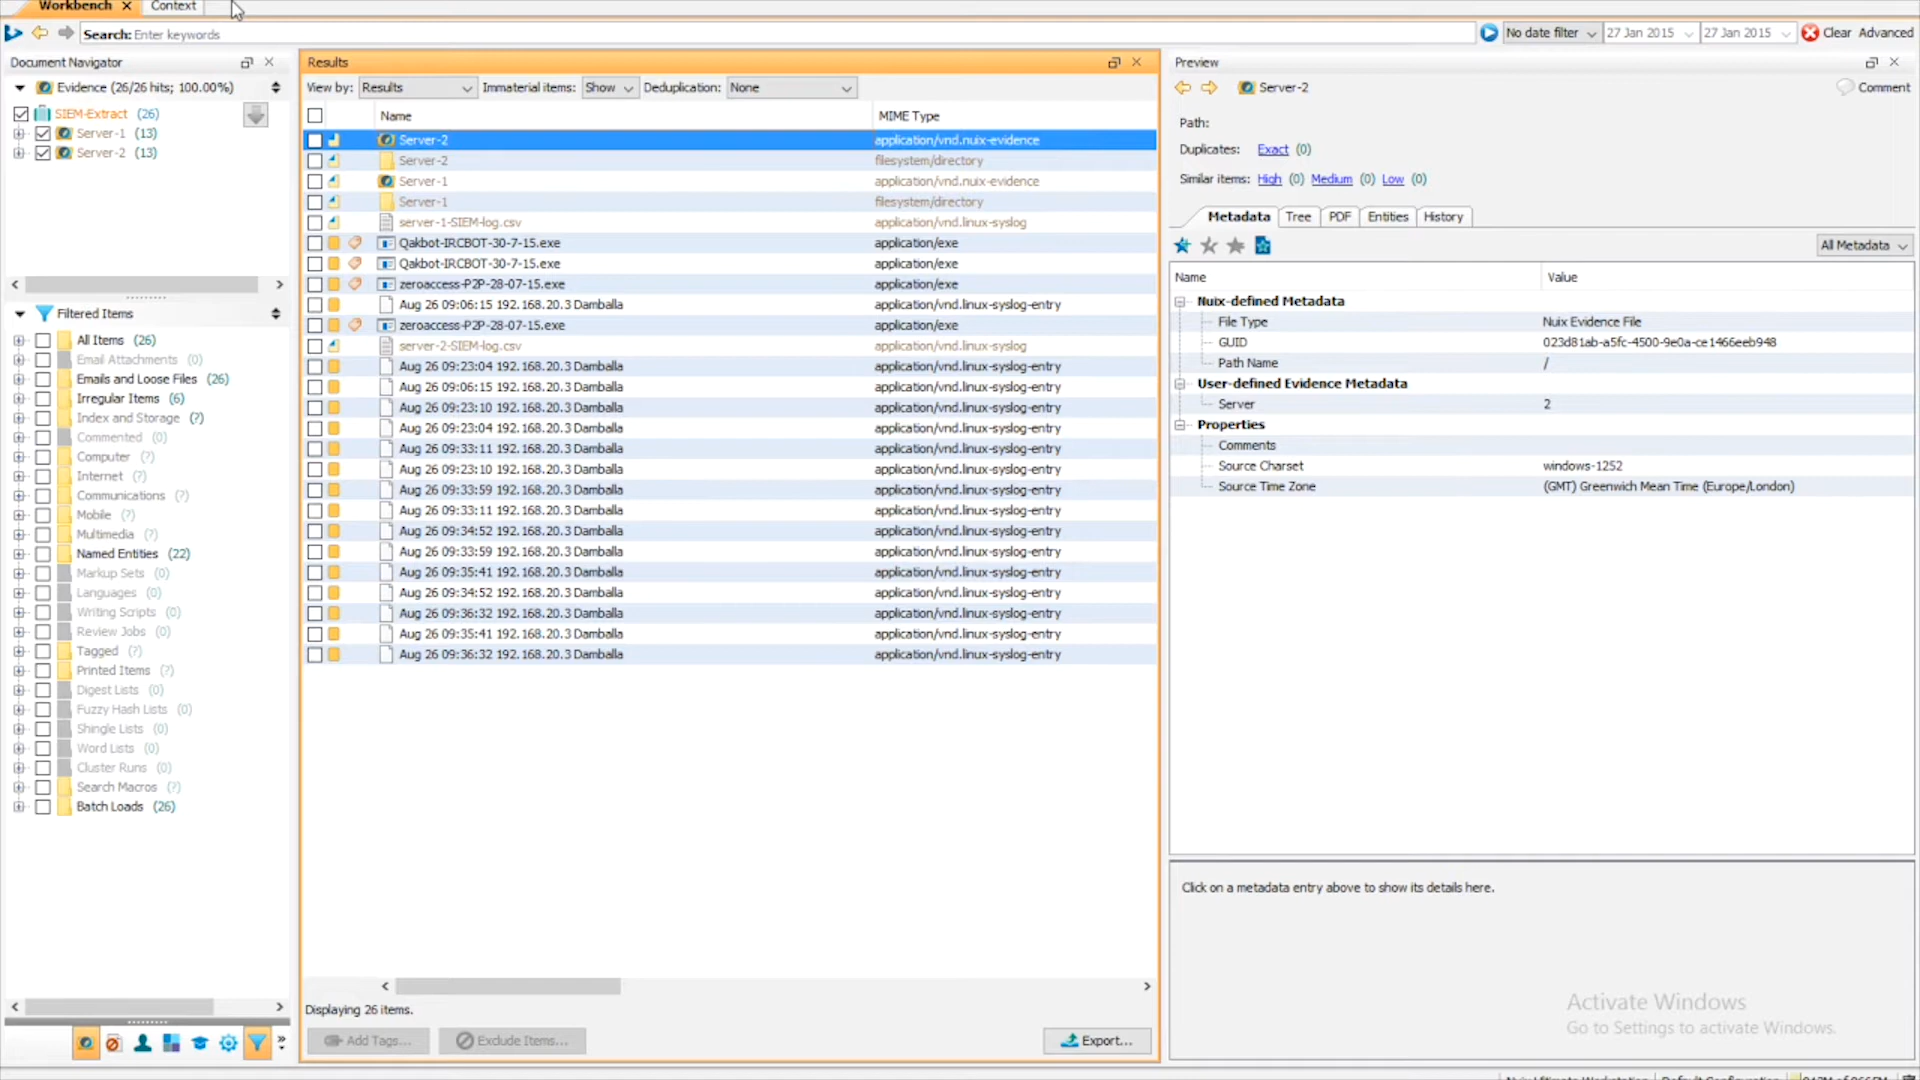 Workbench ✕ Context
Search: Enter keywords No date filter 27 Jan 2015 27 Jan 2015 Clear Advanced
Document Navigator
Evidence (26/26 hits; 100.00%)
SIEM-Extract (26)
Server-1 (13)
Server-2 (13)
Filtered Items
All Items (26)
Email Attachments (0)
Emails and Loose Files (26)
Irregular Items (6)
Index and Storage (?)
Commented (0)
Computer (?)
Internet (?)
Communications (?)
Mobile (?)
Multimedia (?)
Named Entities (22)
Markup Sets (0)
Languages (0)
Writing Scripts (0)
Review Jobs (0)
Tagged (?)
Printed Items (?)
Digest Lists (0)
Fuzzy Hash Lists (0)
Shingle Lists (0)
Word Lists (0)
Cluster Runs (0)
Search Macros (?)
Batch Loads (26)
Results
View by: Results Immaterial items: Show Deduplication: None
Name MIME Type
Server-2 application/vnd.nuix-evidence
Server-2 filesystem/directory
Server-1 application/vnd.nuix-evidence
Server-1 filesystem/directory
server-1-SIEM-log.csv application/vnd.linux-syslog
Qakbot-IRCBOT-30-7-15.exe application/exe
Qakbot-IRCBOT-30-7-15.exe application/exe
zeroaccess-P2P-28-07-15.exe application/exe
Aug 26 09:06:15 192.168.20.3 Damballa application/vnd.linux-syslog-entry
zeroaccess-P2P-28-07-15.exe application/exe
server-2-SIEM-log.csv application/vnd.linux-syslog
Aug 26 09:23:04 192.168.20.3 Damballa application/vnd.linux-syslog-entry
Aug 26 09:06:15 192.168.20.3 Damballa application/vnd.linux-syslog-entry
Aug 26 09:23:10 192.168.20.3 Damballa application/vnd.linux-syslog-entry
Aug 26 09:23:04 192.168.20.3 Damballa application/vnd.linux-syslog-entry
Aug 26 09:33:11 192.168.20.3 Damballa application/vnd.linux-syslog-entry
Aug 26 09:23:10 192.168.20.3 Damballa application/vnd.linux-syslog-entry
Aug 26 09:33:59 192.168.20.3 Damballa application/vnd.linux-syslog-entry
Aug 26 09:33:11 192.168.20.3 Damballa application/vnd.linux-syslog-entry
Aug 26 09:34:52 192.168.20.3 Damballa application/vnd.linux-syslog-entry
Aug 26 09:33:59 192.168.20.3 Damballa application/vnd.linux-syslog-entry
Aug 26 09:35:41 192.168.20.3 Damballa application/vnd.linux-syslog-entry
Aug 26 09:34:52 192.168.20.3 Damballa application/vnd.linux-syslog-entry
Aug 26 09:36:32 192.168.20.3 Damballa application/vnd.linux-syslog-entry
Aug 26 09:35:41 192.168.20.3 Damballa application/vnd.linux-syslog-entry
Aug 26 09:36:32 192.168.20.3 Damballa application/vnd.linux-syslog-entry
Displaying 26 items.
Add Tags... Exclude Items... Export...
Preview
Server-2 Comment
Path:
Duplicates: Exact (0)
Similar items: High (0) Medium (0) Low (0)
Metadata Tree PDF Entities History
All Metadata
Name Value
Nuix-defined Metadata
File Type Nuix Evidence File
GUID 023d81ab-a5fc-4500-9e0a-ce1466eeb948
Path Name /
User-defined Evidence Metadata
Server 2
Properties
Comments
Source Charset windows-1252
Source Time Zone (GMT) Greenwich Mean Time (Europe/London)
Click on a metadata entry above to show its details here.
Activate Windows
Go to Settings to activate Windows.
Nuix Ultimate Workstation Default Configuration